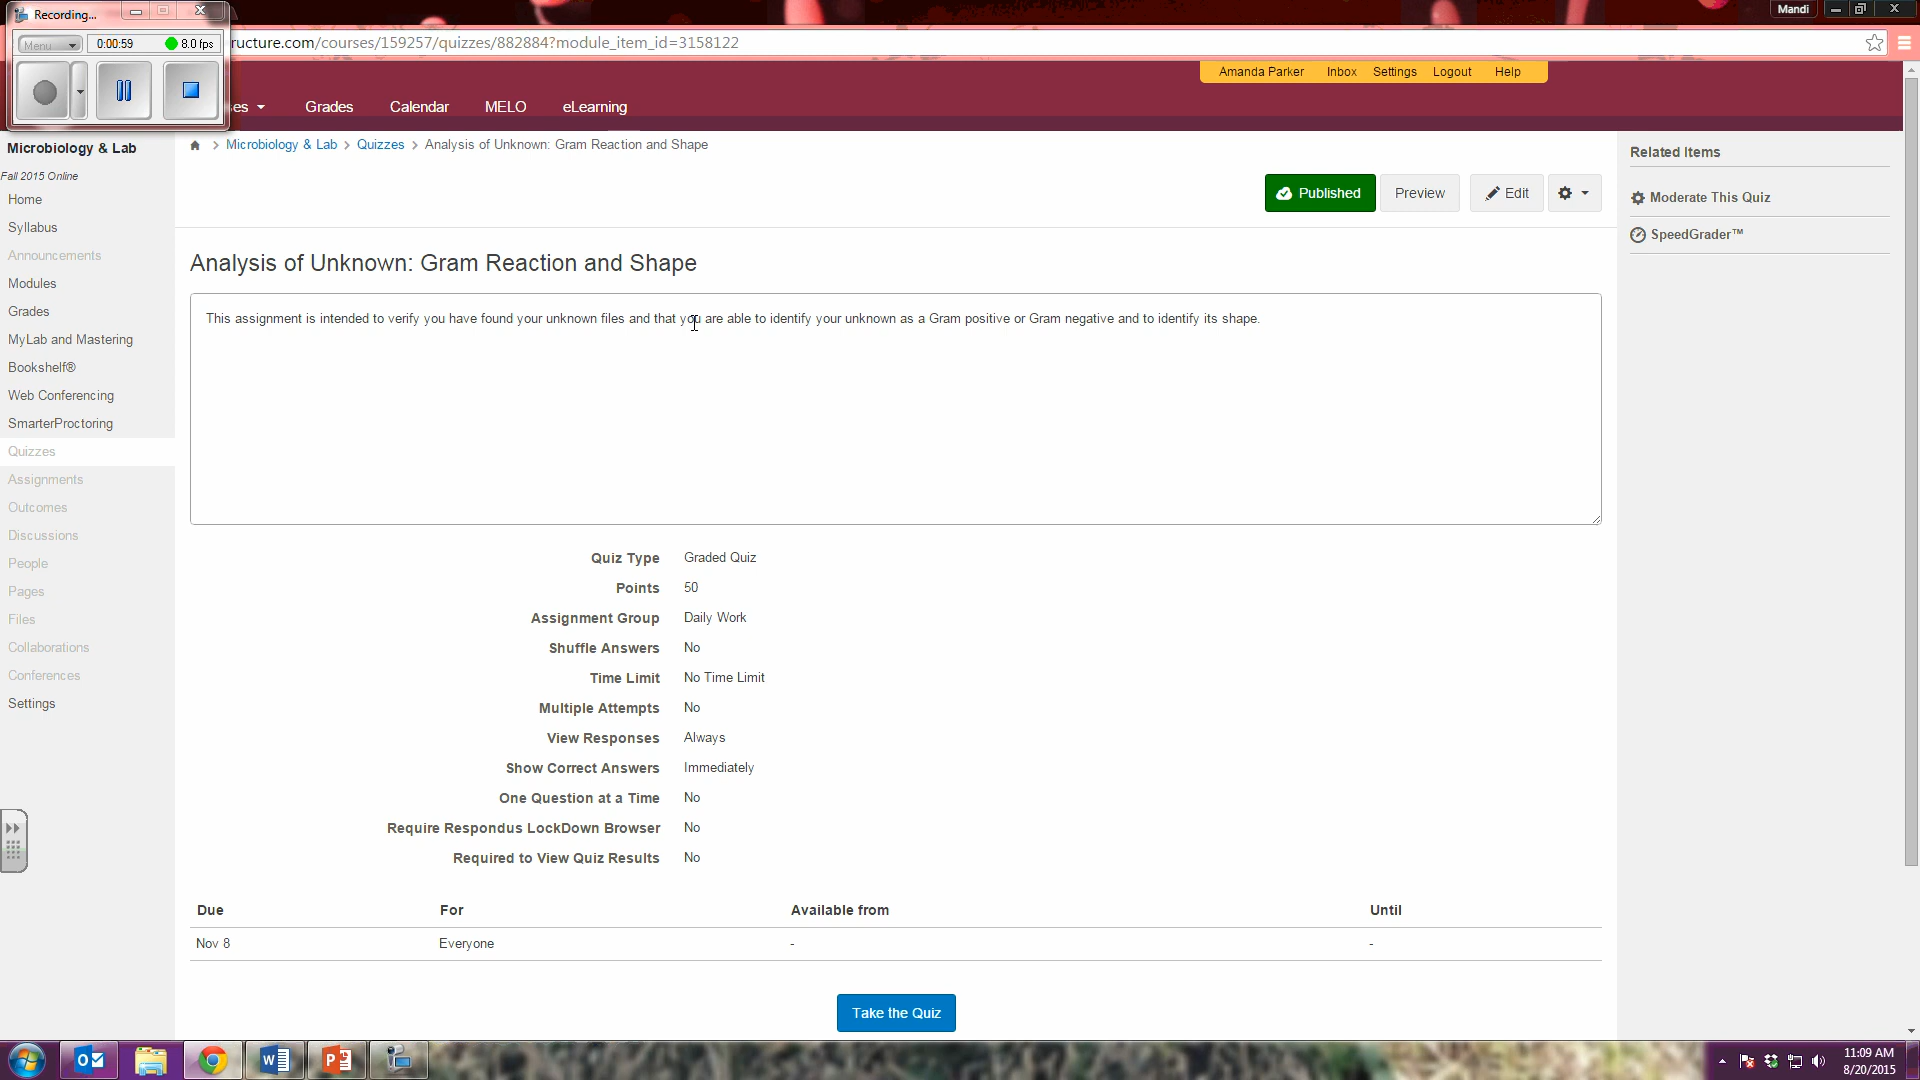 Recording...
Mandi
Menu
0:00:59
8.0 fps
ructure.com/courses/159257/quizzes/882884?module_item_id=3158122
Amanda Parker Inbox Settings Logout Help
es Grades Calendar MELO eLearning
Microbiology & Lab
Fall 2015 Online
Home
Syllabus
Announcements
Modules
Grades
MyLab and Mastering
Bookshelf®
Web Conferencing
SmarterProctoring
Quizzes
Assignments
Outcomes
Discussions
People
Pages
Files
Collaborations
Conferences
Settings
Microbiology & Lab > Quizzes > Analysis of Unknown: Gram Reaction and Shape
Published Preview Edit
Analysis of Unknown: Gram Reaction and Shape
This assignment is intended to verify you have found your unknown files and that you are able to identify your unknown as a Gram positive or Gram negative and to identify its shape.
Quiz Type Graded Quiz
Points 50
Assignment Group Daily Work
Shuffle Answers No
Time Limit No Time Limit
Multiple Attempts No
View Responses Always
Show Correct Answers Immediately
One Question at a Time No
Require Respondus LockDown Browser No
Required to View Quiz Results No
Due For Available from Until
Nov 8 Everyone - -
Take the Quiz
Related Items
Moderate This Quiz
SpeedGrader™
11:09 AM
8/20/2015